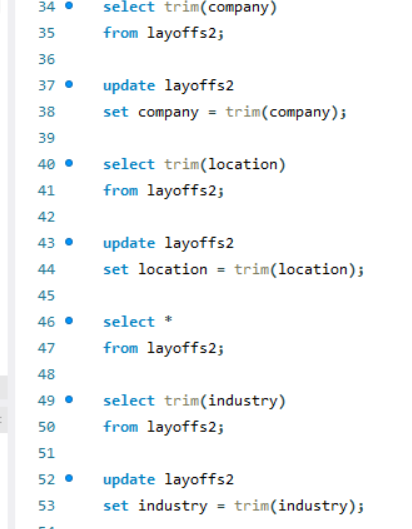 34 select trim(company)
35 from layoffs2;
36
37 update layoffs2
38 set company = trim(company);
39
40 select trim(location)
41 from layoffs2;
42
43 update layoffs2
44 set location = trim(location);
45
46 select *
47 from layoffs2;
48
49 select trim(industry)
50 from layoffs2;
51
52 update layoffs2
53 set industry = trim(industry);